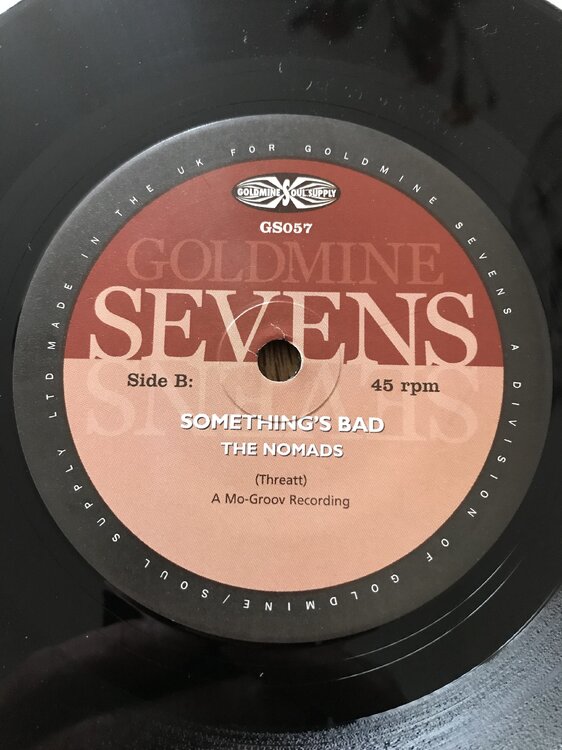 MADE IN THE UK FOR GOLDMINE SEVENS A DIVISION OF GOLDMINE/SOUL SUPPLY LTD
GOLDMINE SOUL SUPPLY
GS057
GOLDMINE
SEVENS
SEVENS
Side B: 45 rpm
SOMETHING'S BAD
THE NOMADS
(Threatt)
A Mo-Groov Recording